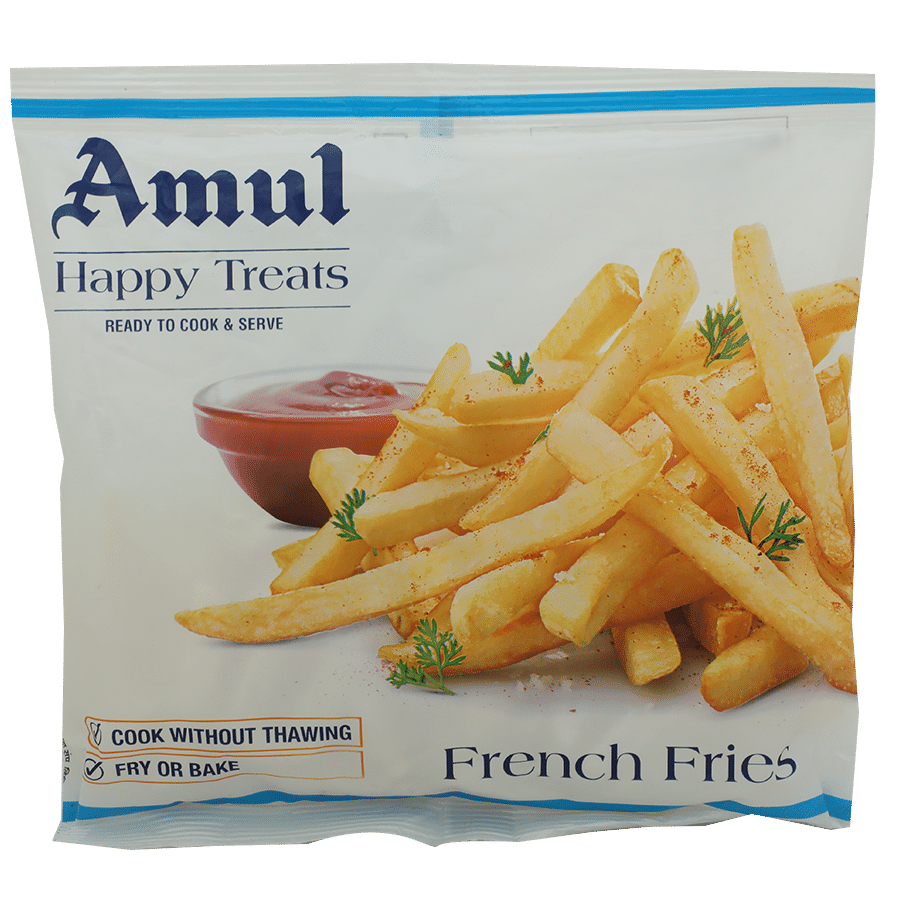 Amul
Happy Treats
READY TO COOK & SERVE
COOK WITHOUT THAWING
FRY OR BAKE
French Fries